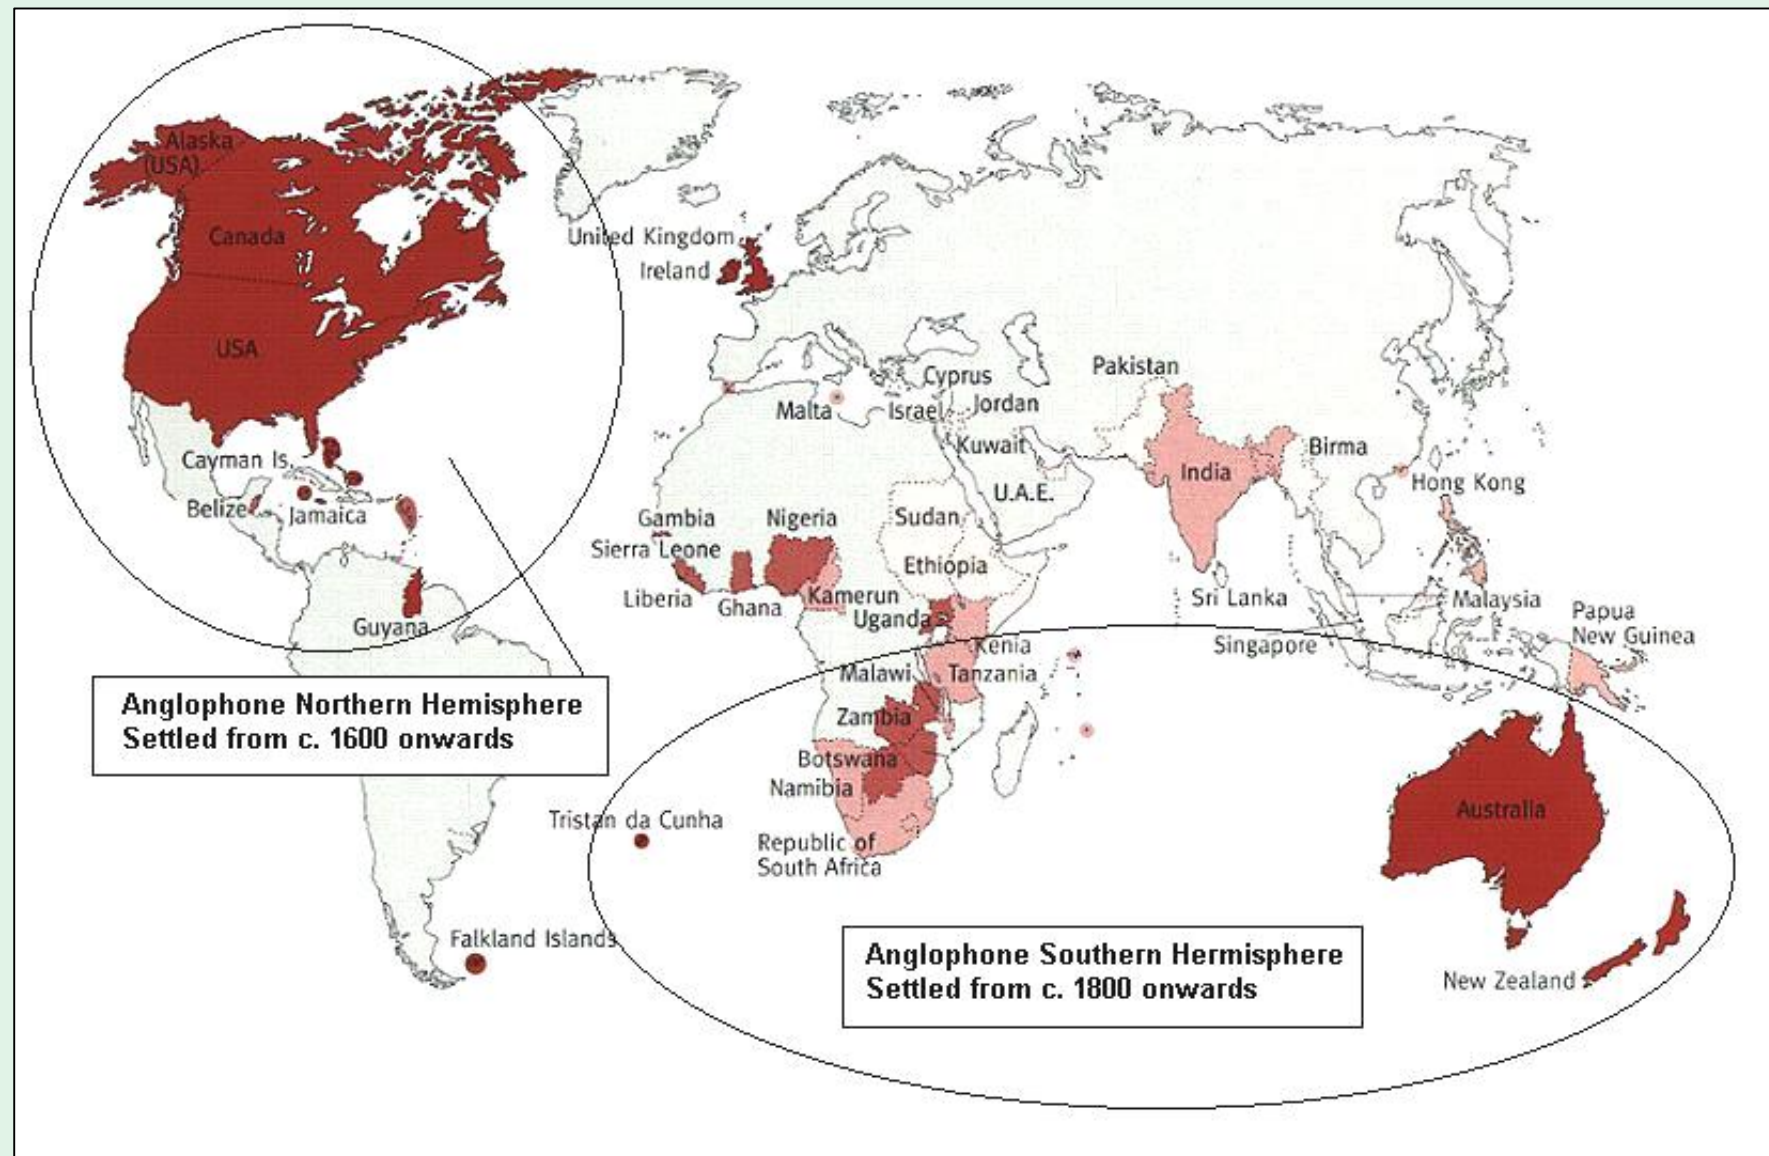 Alaska
(USA)
Canada
USA
United Kingdom
Ireland
Cayman Is.
Belize
Jamaica
Guyana
Cyprus
Malta
Israel
Jordan
Kuwait
U.A.E.
Pakistan
India
Birma
Hong Kong
Gambia
Nigeria
Sudan
Sierra Leone
Ethiopia
Liberia
Ghana
Kamerun
Uganda
Kenia
Sri Lanka
Malaysia
Singapore
Papua
New Guinea
Malawi
Tanzania
Zambia
Botswana
Namibia
Republic of
South Africa
Anglophone Northern Hemisphere
Settled from c. 1600 onwards
Tristan da Cunha
Falkland Islands
Australia
New Zealand
Anglophone Southern Hermisphere
Settled from c. 1800 onwards